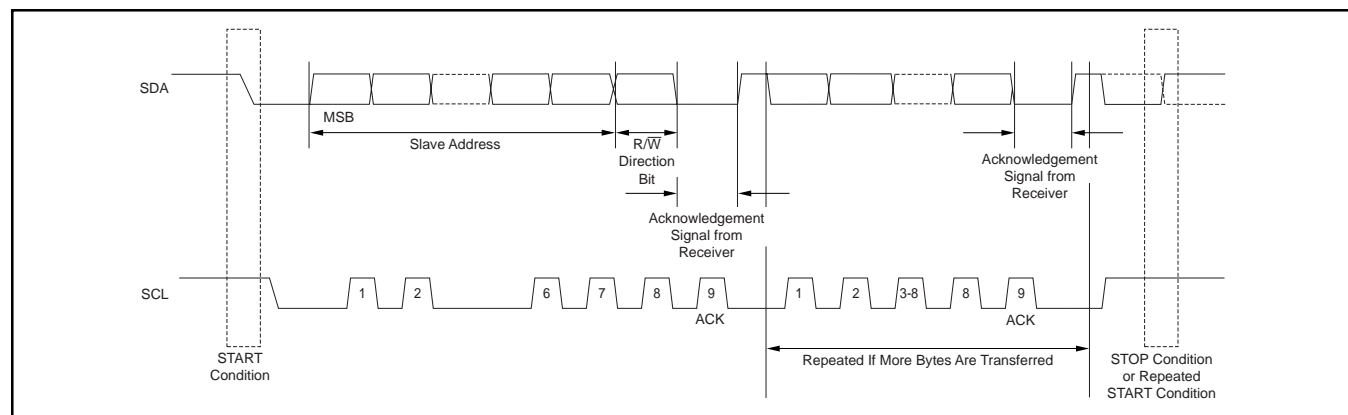 SDA
MSB
Slave Address
R/W̅
Direction
Bit
Acknowledgement
Signal from
Receiver
Acknowledgement
Signal from
Receiver
SCL
1
2
6
7
8
9
ACK
1
2
3-8
8
9
ACK
START
Condition
Repeated If More Bytes Are Transferred
STOP Condition
or Repeated
START Condition